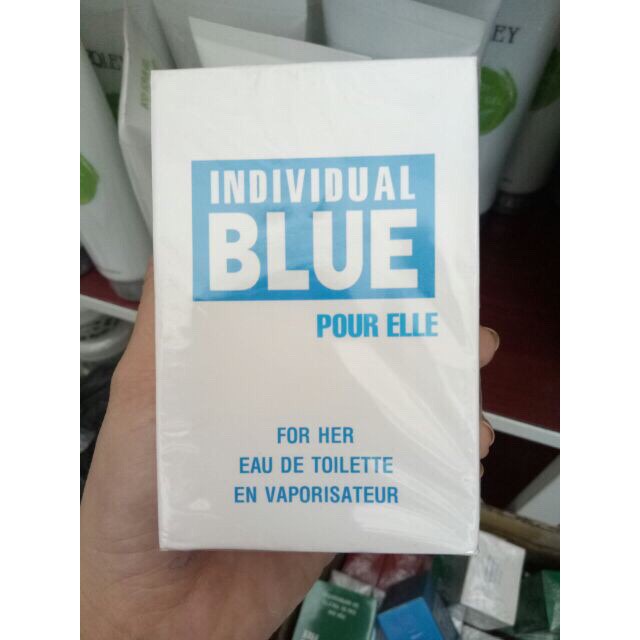 INDIVIDUAL
BLUE
POUR ELLE
FOR HER
EAU DE TOILETTE
EN VAPORISATEUR